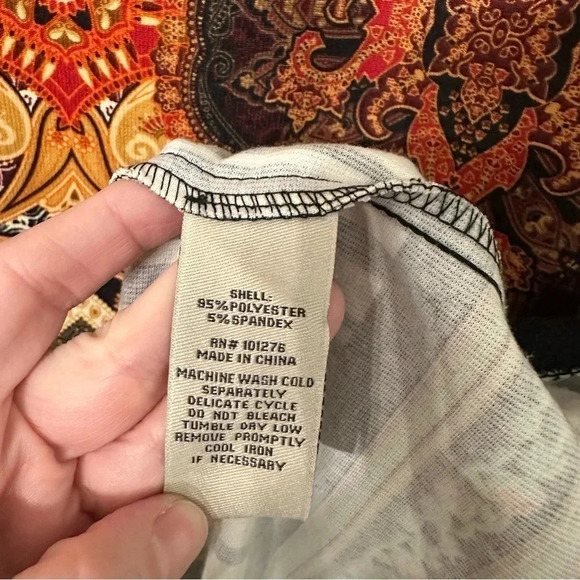 SHELL:
95% POLYESTER
5% SPANDEX
RN# 101276
MADE IN CHINA
MACHINE WASH COLD
SEPARATELY
DELICATE CYCLE
DO NOT BLEACH
TUMBLE DRY LOW
REMOVE PROMPTLY
COOL IRON
IF NECESSARY